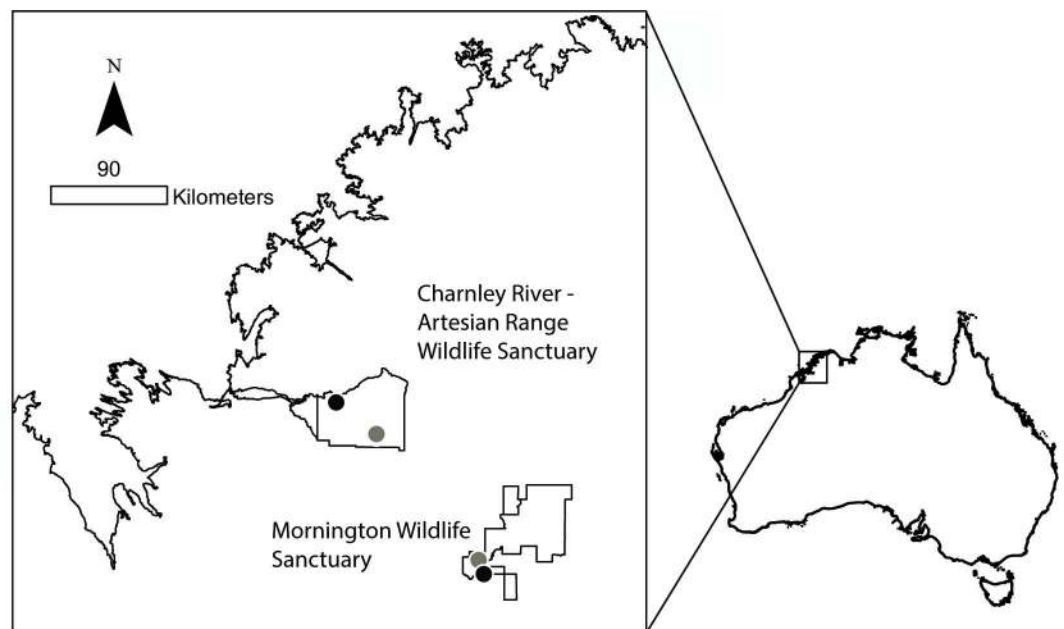 N
90
Kilometers
Charnley River -
Artesian Range
Wildlife Sanctuary
Mornington Wildlife
Sanctuary